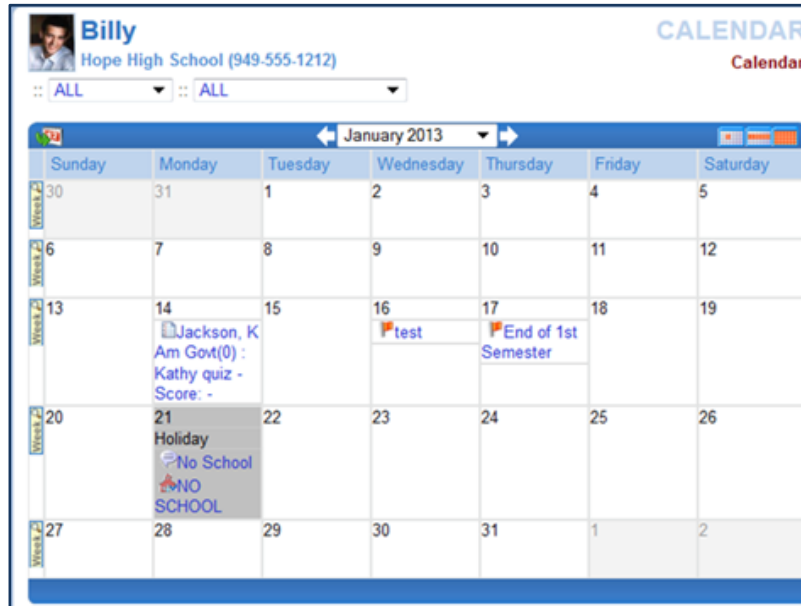 Billy
CALENDAR
Hope High School (949-555-1212)
Calendar
:: ALL :: ALL
January 2013
Sunday Monday Tuesday Wednesday Thursday Friday Saturday
Week 30 31 1 2 3 4 5
Week 6 7 8 9 10 11 12
Week 13 14 15 16 17 18 19
Jackson, K test End of 1st
Am Govt(0) : Semester
Kathy quiz -
Score: -
Week 20 21 22 23 24 25 26
Holiday
No School
NO
SCHOOL
Week 27 28 29 30 31 1 2